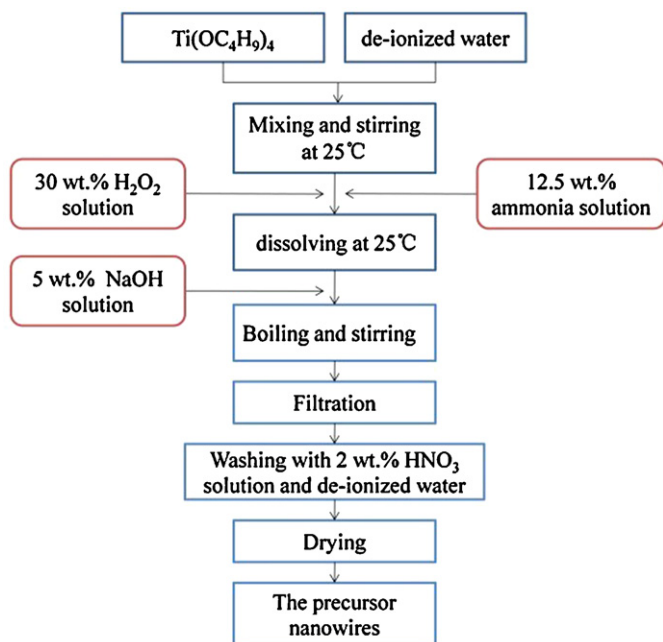 Ti(OC₄H₉)₄
de-ionized water
Mixing and stirring
at 25℃
30 wt.% H₂O₂
solution
12.5 wt.%
ammonia solution
dissolving at 25℃
5 wt.% NaOH
solution
Boiling and stirring
Filtration
Washing with 2 wt.% HNO₃
solution and de-ionized water
Drying
The precursor
nanowires